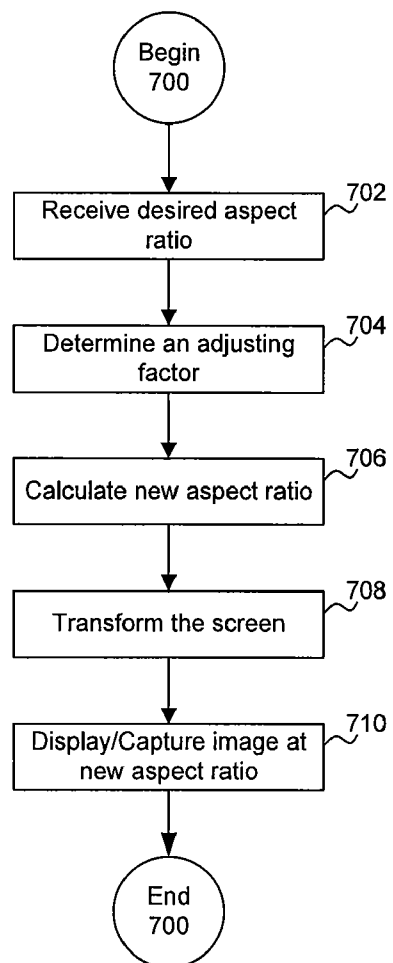 Begin
700
702
Receive desired aspect
ratio
704
Determine an adjusting
factor
706
Calculate new aspect ratio
708
Transform the screen
710
Display/Capture image at
new aspect ratio
End
700